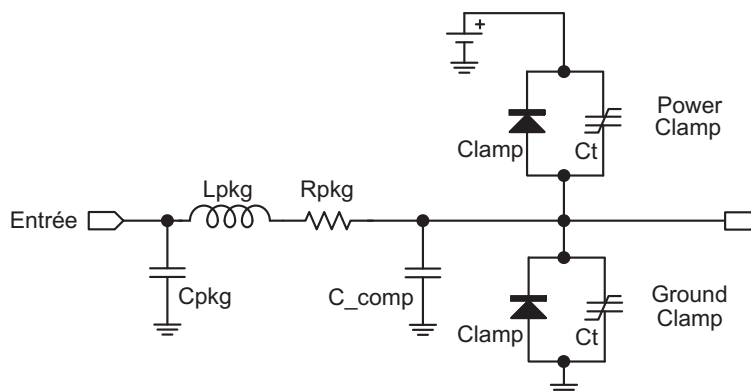 +
Power
Clamp
Clamp
Ct
Lpkg
Rpkg
Entrée
Cpkg
C_comp
Ground
Clamp
Clamp
Ct